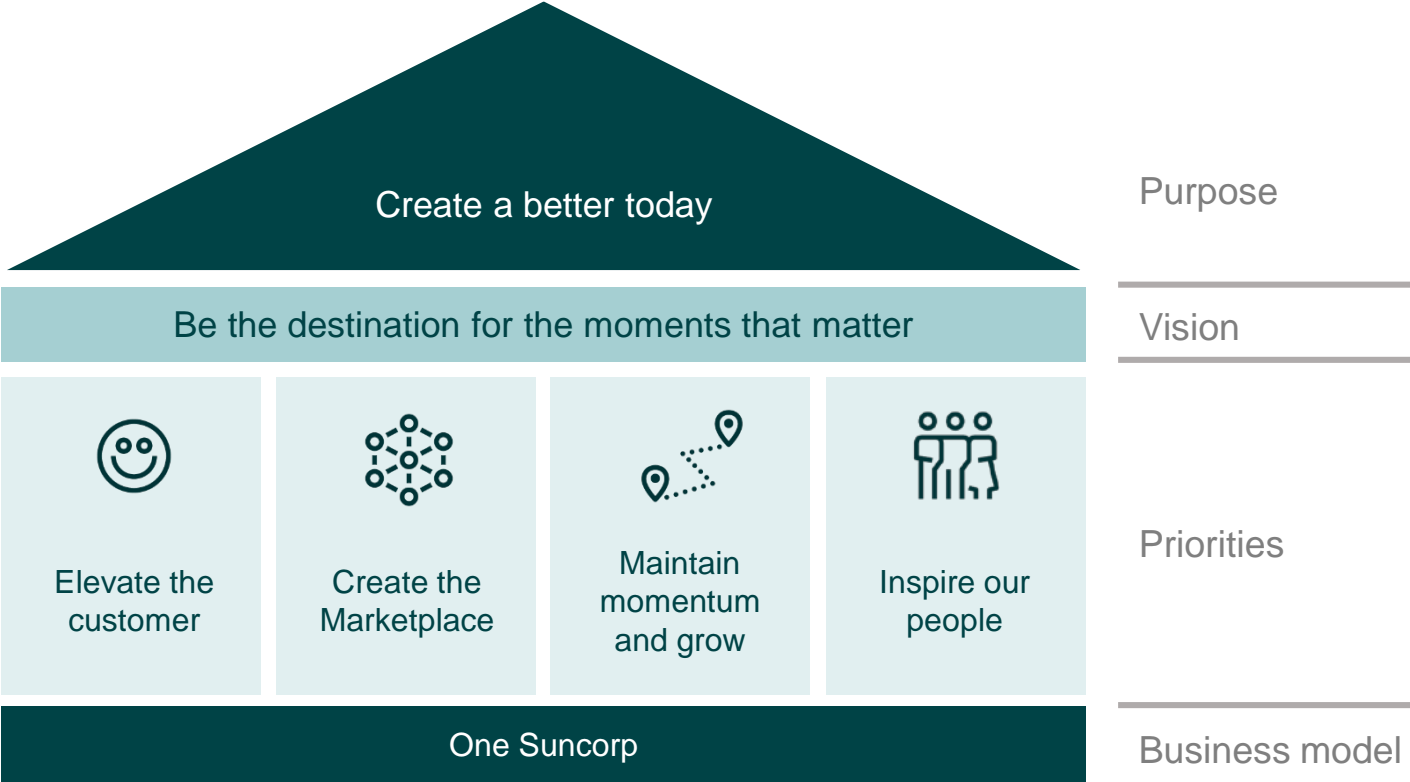 Create a better today
Purpose
Be the destination for the moments that matter
Vision
Elevate the
customer
Create the
Marketplace
Maintain
momentum
and grow
Inspire our
people
Priorities
One Suncorp
Business model